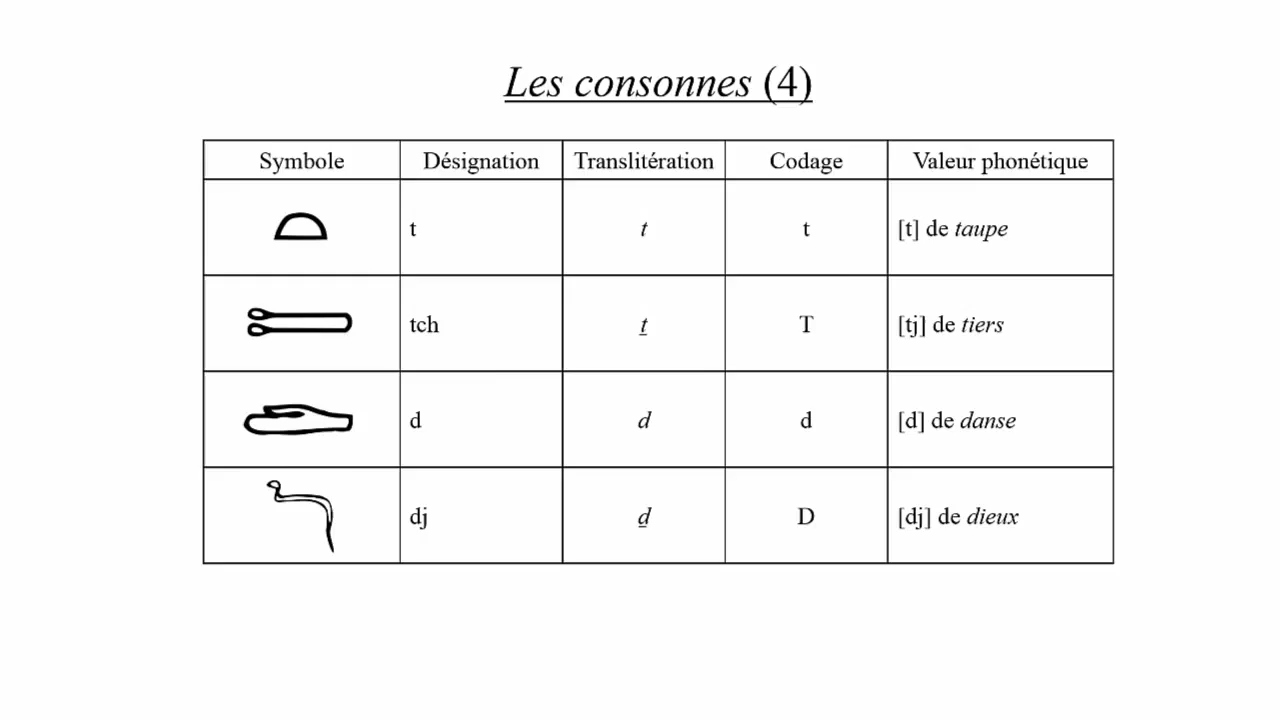 Les consonnes (4)
Symbole Désignation Translitération Codage Valeur phonétique
t t t [t] de taupe
tch ṯ T [tj] de tiers
d d d [d] de danse
dj ḏ D [dj] de dieux